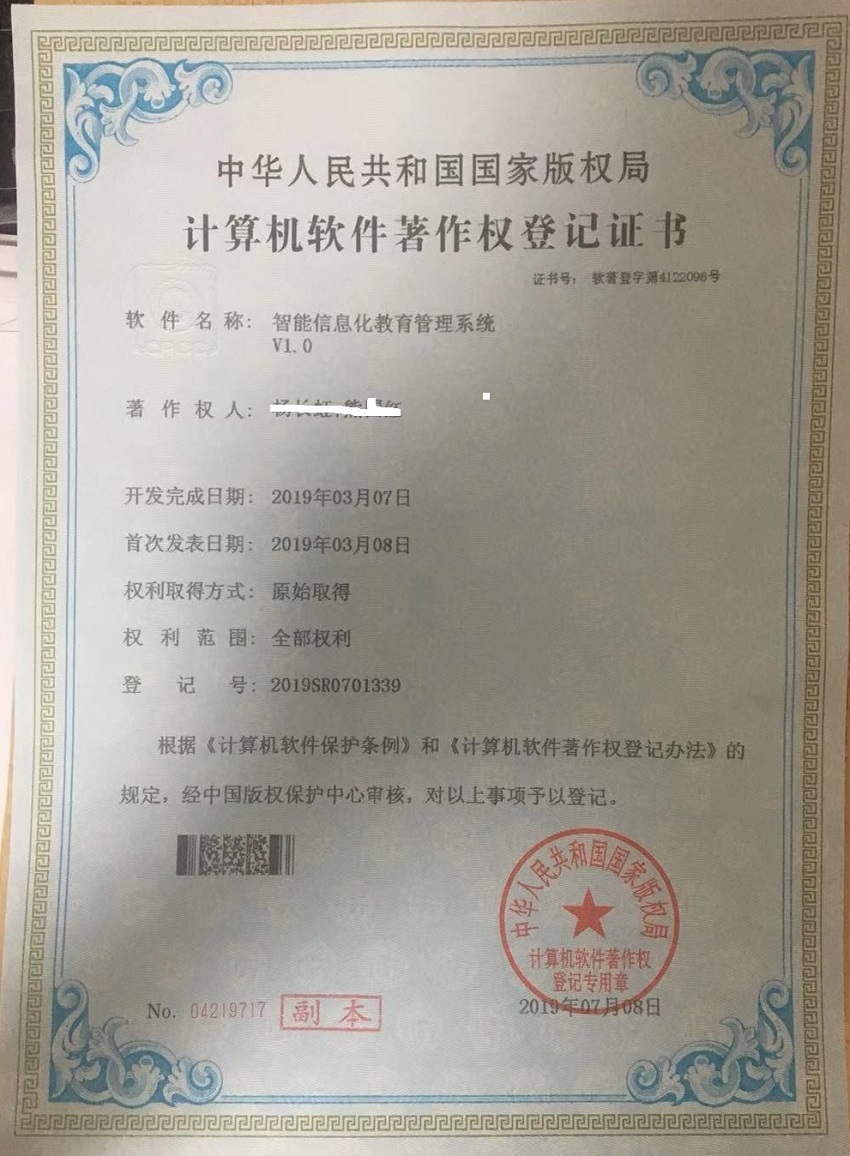 中华人民共和国国家版权局
计算机软件著作权登记证书
证书号： 软著登字第4122096号
软件名称： 智能信息化教育管理系统
V1.0
著作权人：
开发完成日期： 2019年03月07日
首次发表日期： 2019年03月08日
权利取得方式： 原始取得
权利范围： 全部权利
登记号： 2019SR0701339
根据《计算机软件保护条例》和《计算机软件著作权登记办法》的
规定，经中国版权保护中心审核，对以上事项予以登记。
中华人民共和国国家版权局
计算机软件著作权
登记专用章
2019年07月08日
No. 04219717 副本